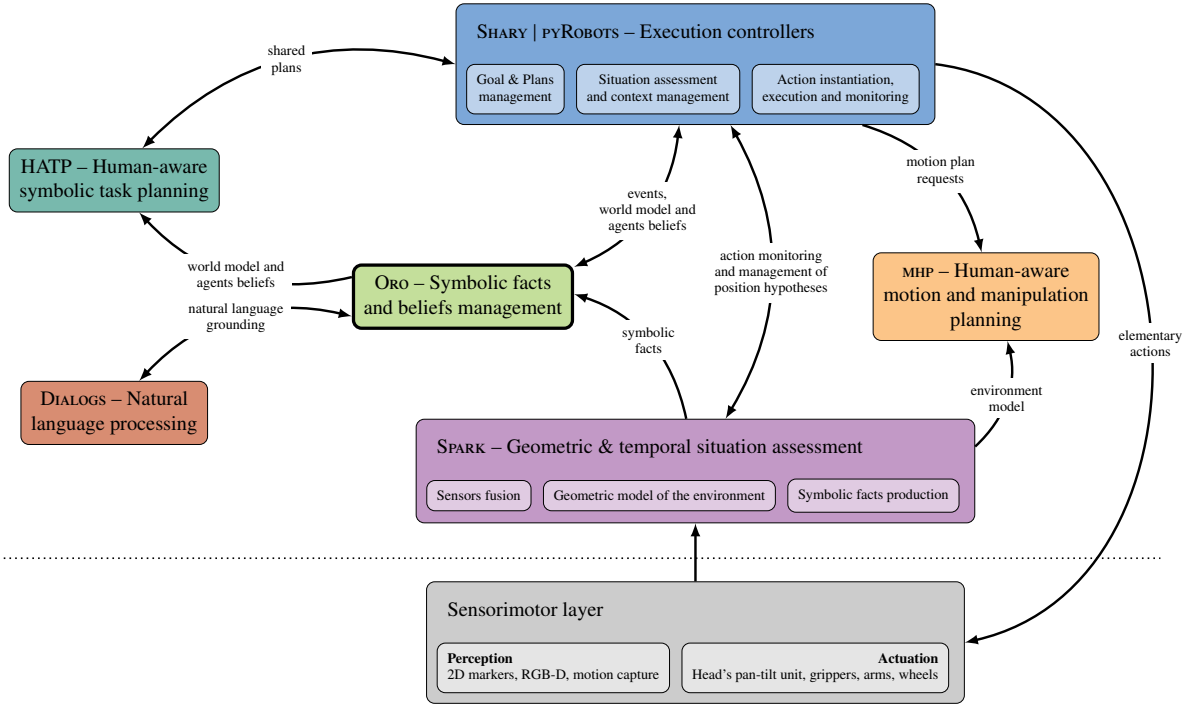 Shary | pyRobots – Execution controllers
Goal & Plans
management
Situation assessment
and context management
Action instantiation,
execution and monitoring
shared
plans
HATP – Human-aware
symbolic task planning
motion plan
requests
events,
world model and
agents beliefs
action monitoring
and management of
position hypotheses
world model and
agents beliefs
natural language
grounding
Oro – Symbolic facts
and beliefs management
mhp – Human-aware
motion and manipulation
planning
symbolic
facts
elementary
actions
Dialogs – Natural
language processing
environment
model
Spark – Geometric & temporal situation assessment
Sensors fusion
Geometric model of the environment
Symbolic facts production
Sensorimotor layer
Perception
2D markers, RGB-D, motion capture
Actuation
Head's pan-tilt unit, grippers, arms, wheels